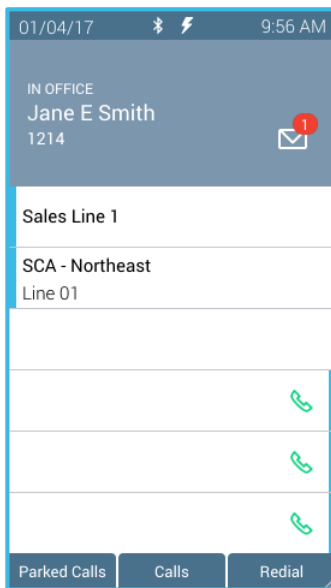 01/04/17 9:56 AM
IN OFFICE
Jane E Smith
1214
1
Sales Line 1
SCA - Northeast
Line 01
Parked Calls Calls Redial